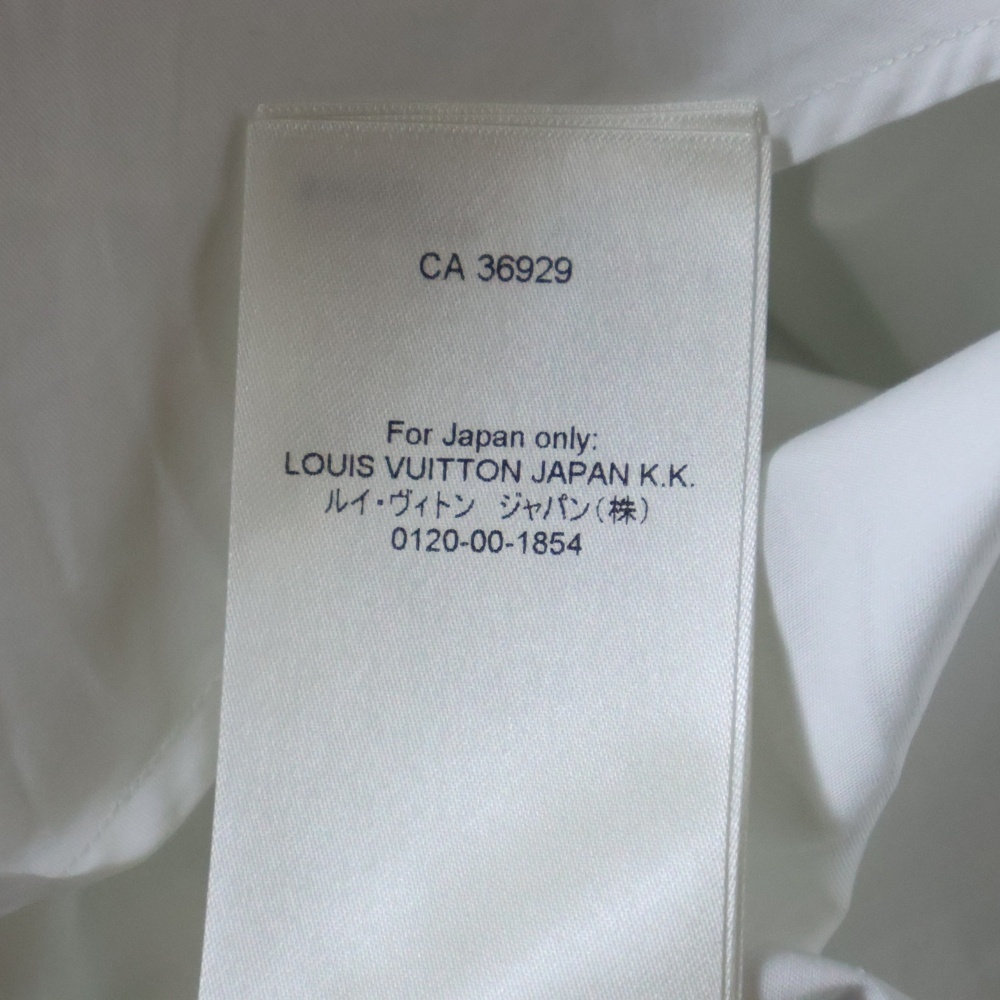 CA 36929
For Japan only:
LOUIS VUITTON JAPAN K.K.
ルイ・ヴィトン　ジャパン（株）
0120-00-1854